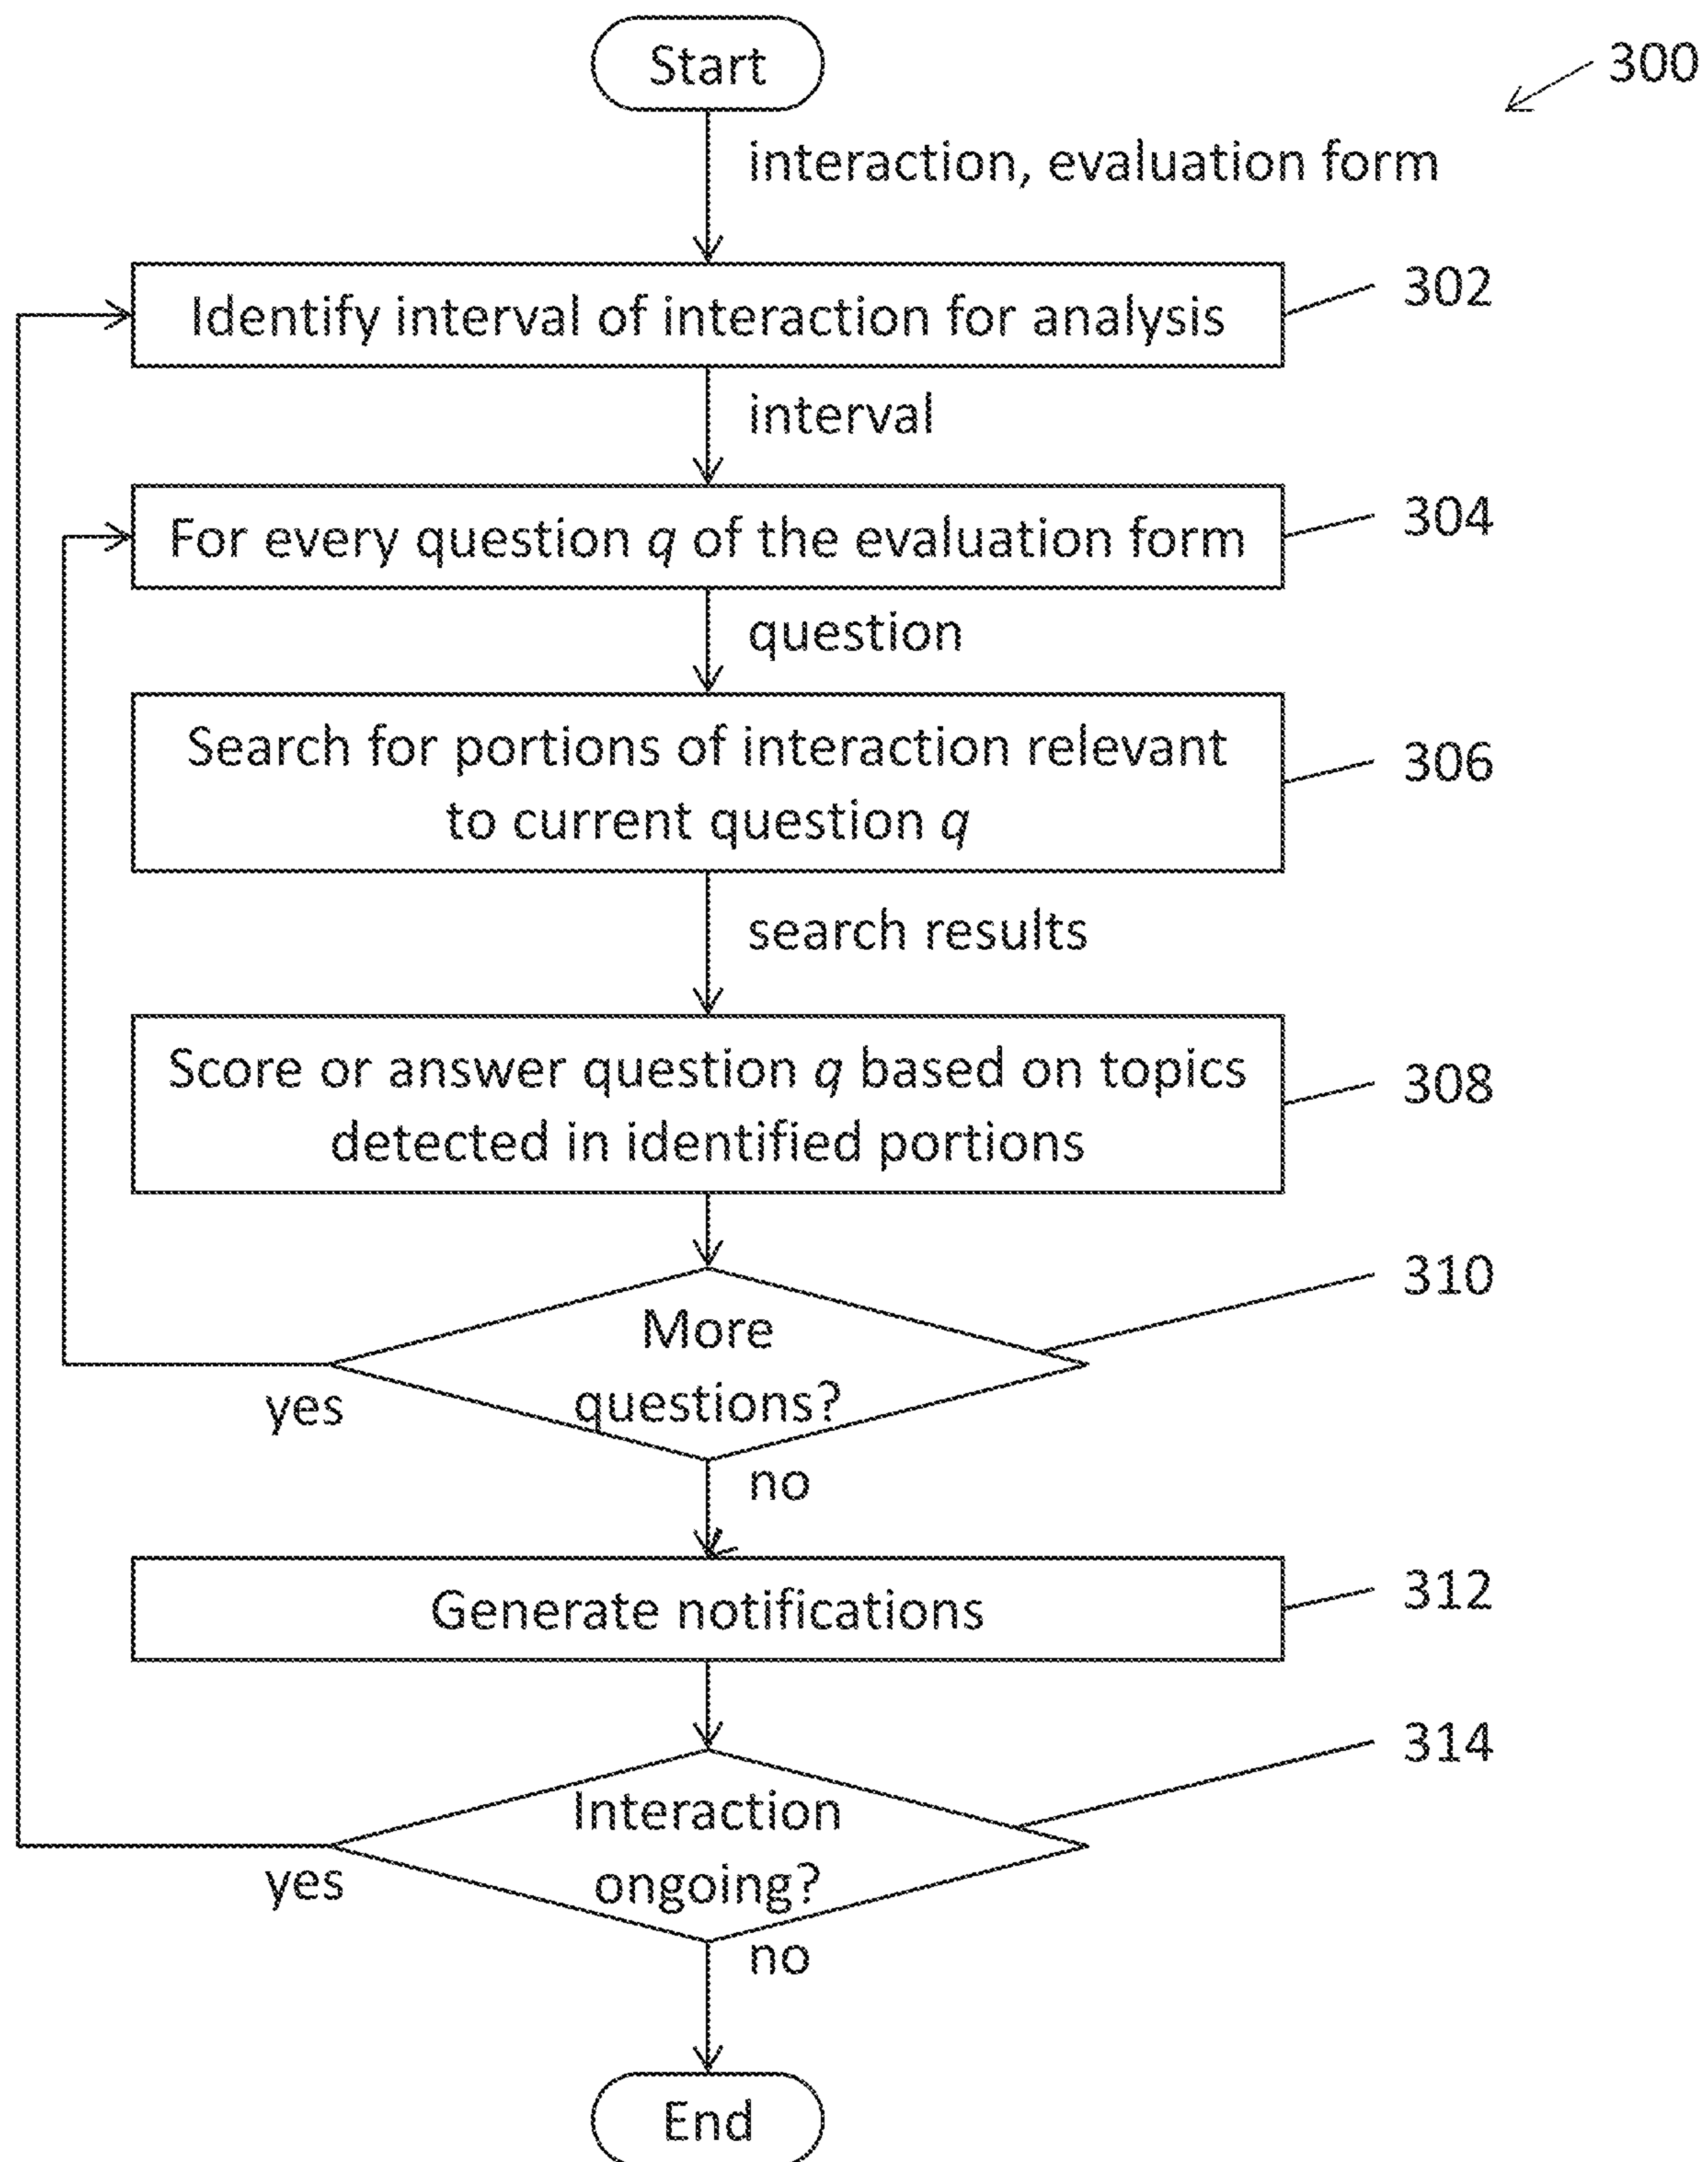 Start
300
interaction, evaluation form
Identify interval of interaction for analysis
302
interval
For every question q of the evaluation form
304
question
Search for portions of interaction relevant
to current question q
306
search results
Score or answer question q based on topics
detected in identified portions
308
More
questions?
310
yes
no
Generate notifications
312
Interaction
ongoing?
314
yes
no
End